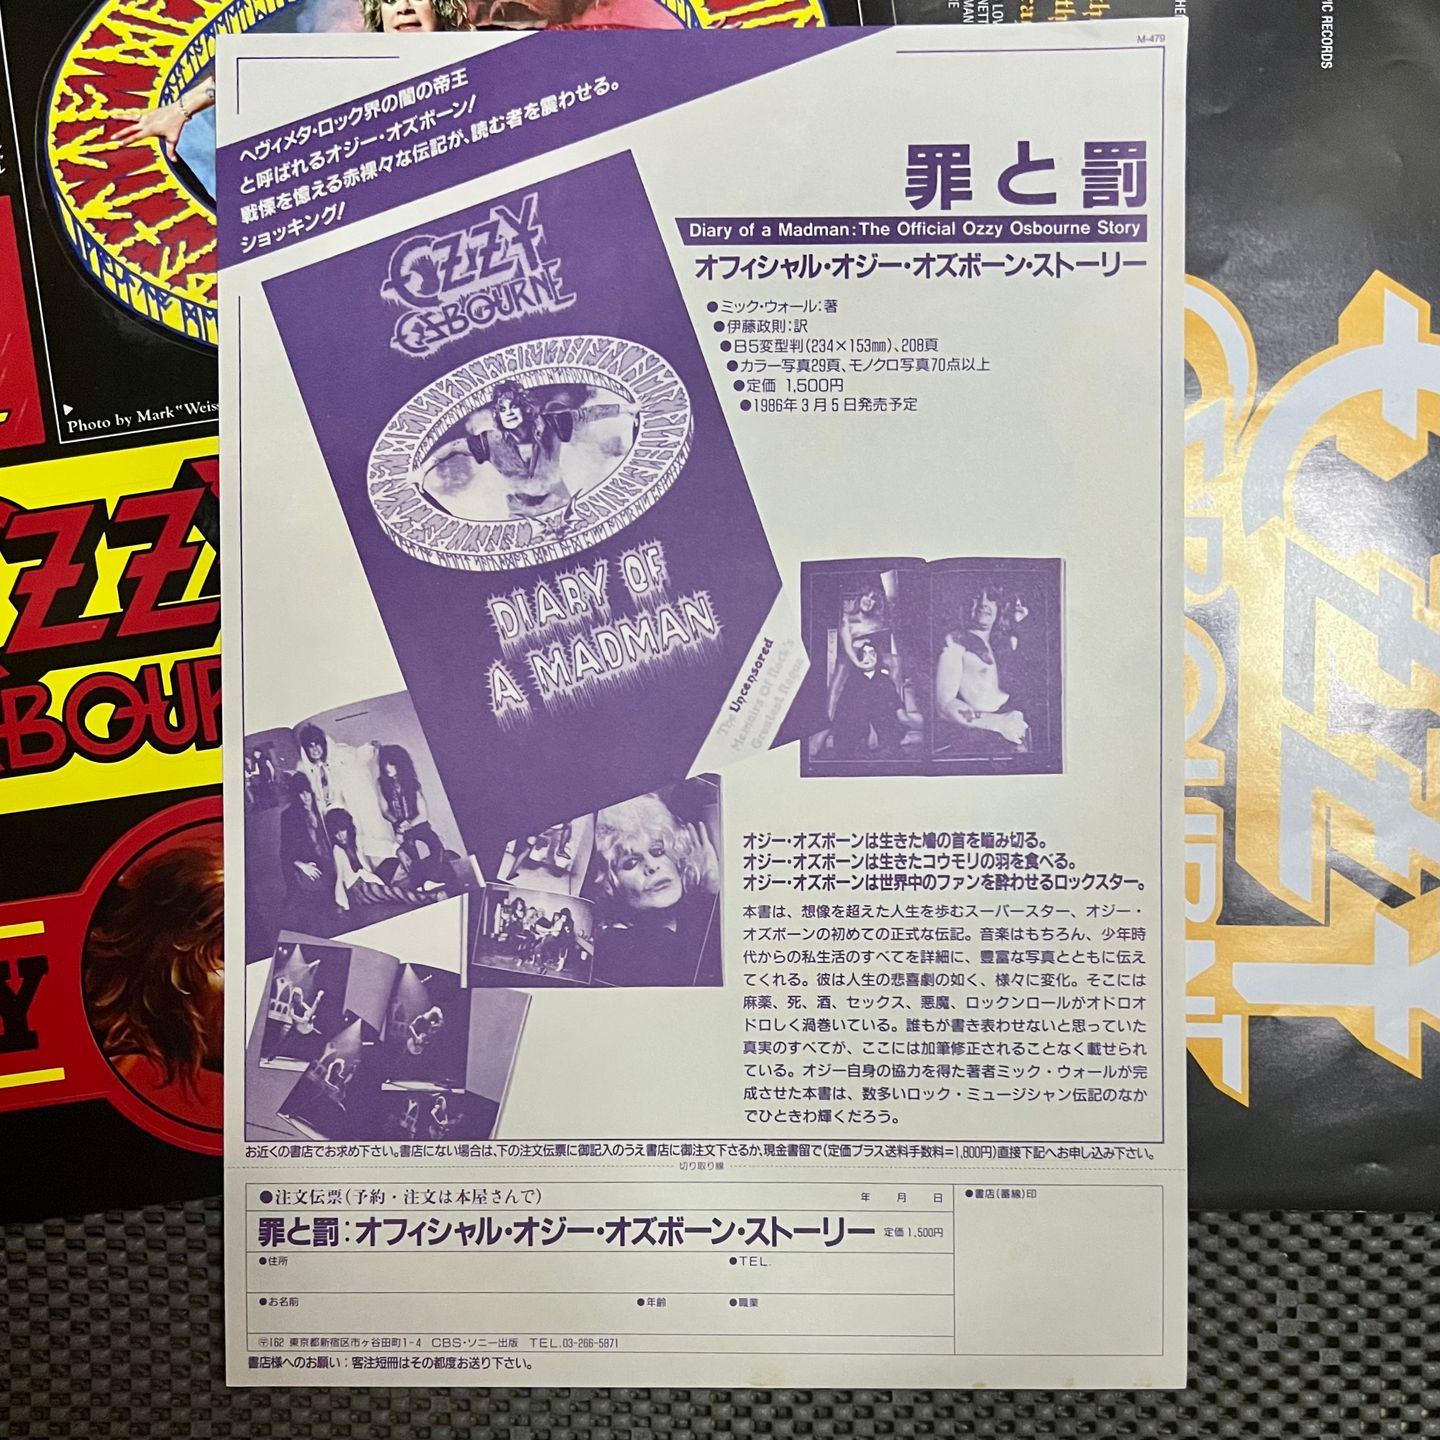 M-479
ヘヴィメタ・ロック界の闇の帝王
と呼ばれるオジー・オズボーン!
戦慄を憶える赤裸々な伝記が、読む者を震わせる。
ショッキング!
罪と罰
Diary of a Madman:The Official Ozzy Osbourne Story
オフィシャル・オジー・オズボーン・ストーリー
●ミック・ウォール:著
●伊藤政則:訳
●B5変型判(234×153mm)、208頁
●カラー写真29頁、モノクロ写真70点以上
●定価 1,500円
●1986年3月5日発売予定
OZZY
OSBOURNE
DIARY OF
A MADMAN
The Uncensored
Memoirs Of Rock's
Greatest Rogue
オジー・オズボーンは生きた鳩の首を嚙み切る。
オジー・オズボーンは生きたコウモリの羽を食べる。
オジー・オズボーンは世界中のファンを酔わせるロックスター。
本書は、想像を超えた人生を歩むスーパースター、オジー・
オズボーンの初めての正式な伝記。音楽はもちろん、少年時
代からの私生活のすべてを詳細に、豊富な写真とともに伝え
てくれる。彼は人生の悲喜劇の如く、様々に変化。そこには
麻薬、死、酒、セックス、悪魔、ロックンロールがオドロオ
ドロしく渦巻いている。誰もが書き表わせないと思っていた
真実のすべてが、ここには加筆修正されることなく載せられ
ている。オジー自身の協力を得た著者ミック・ウォールが完
成させた本書は、数多いロック・ミュージシャン伝記のなか
でひときわ輝くだろう。
お近くの書店でお求め下さい。書店にない場合は、下の注文伝票に御記入のうえ書店に御注文下さるか、現金書留で(定価プラス送料手数料=1,800円)直接下記へお申し込み下さい。
切り取り線
●注文伝票(予約・注文は本屋さんで) 年 月 日
●書店(番線)印
罪と罰:オフィシャル・オジー・オズボーン・ストーリー 定価1,500円
●住所 ●TEL.
●お名前 ●年齢 ●職業
〒162 東京都新宿区市ヶ谷田町1-4 CBS・ソニー出版 TEL.03-266-5871
書店様へのお願い:客注短冊はその都度お送り下さい。
Photo by Mark "Weiss
OZZY
OSBOURNE
PIC RECORDS